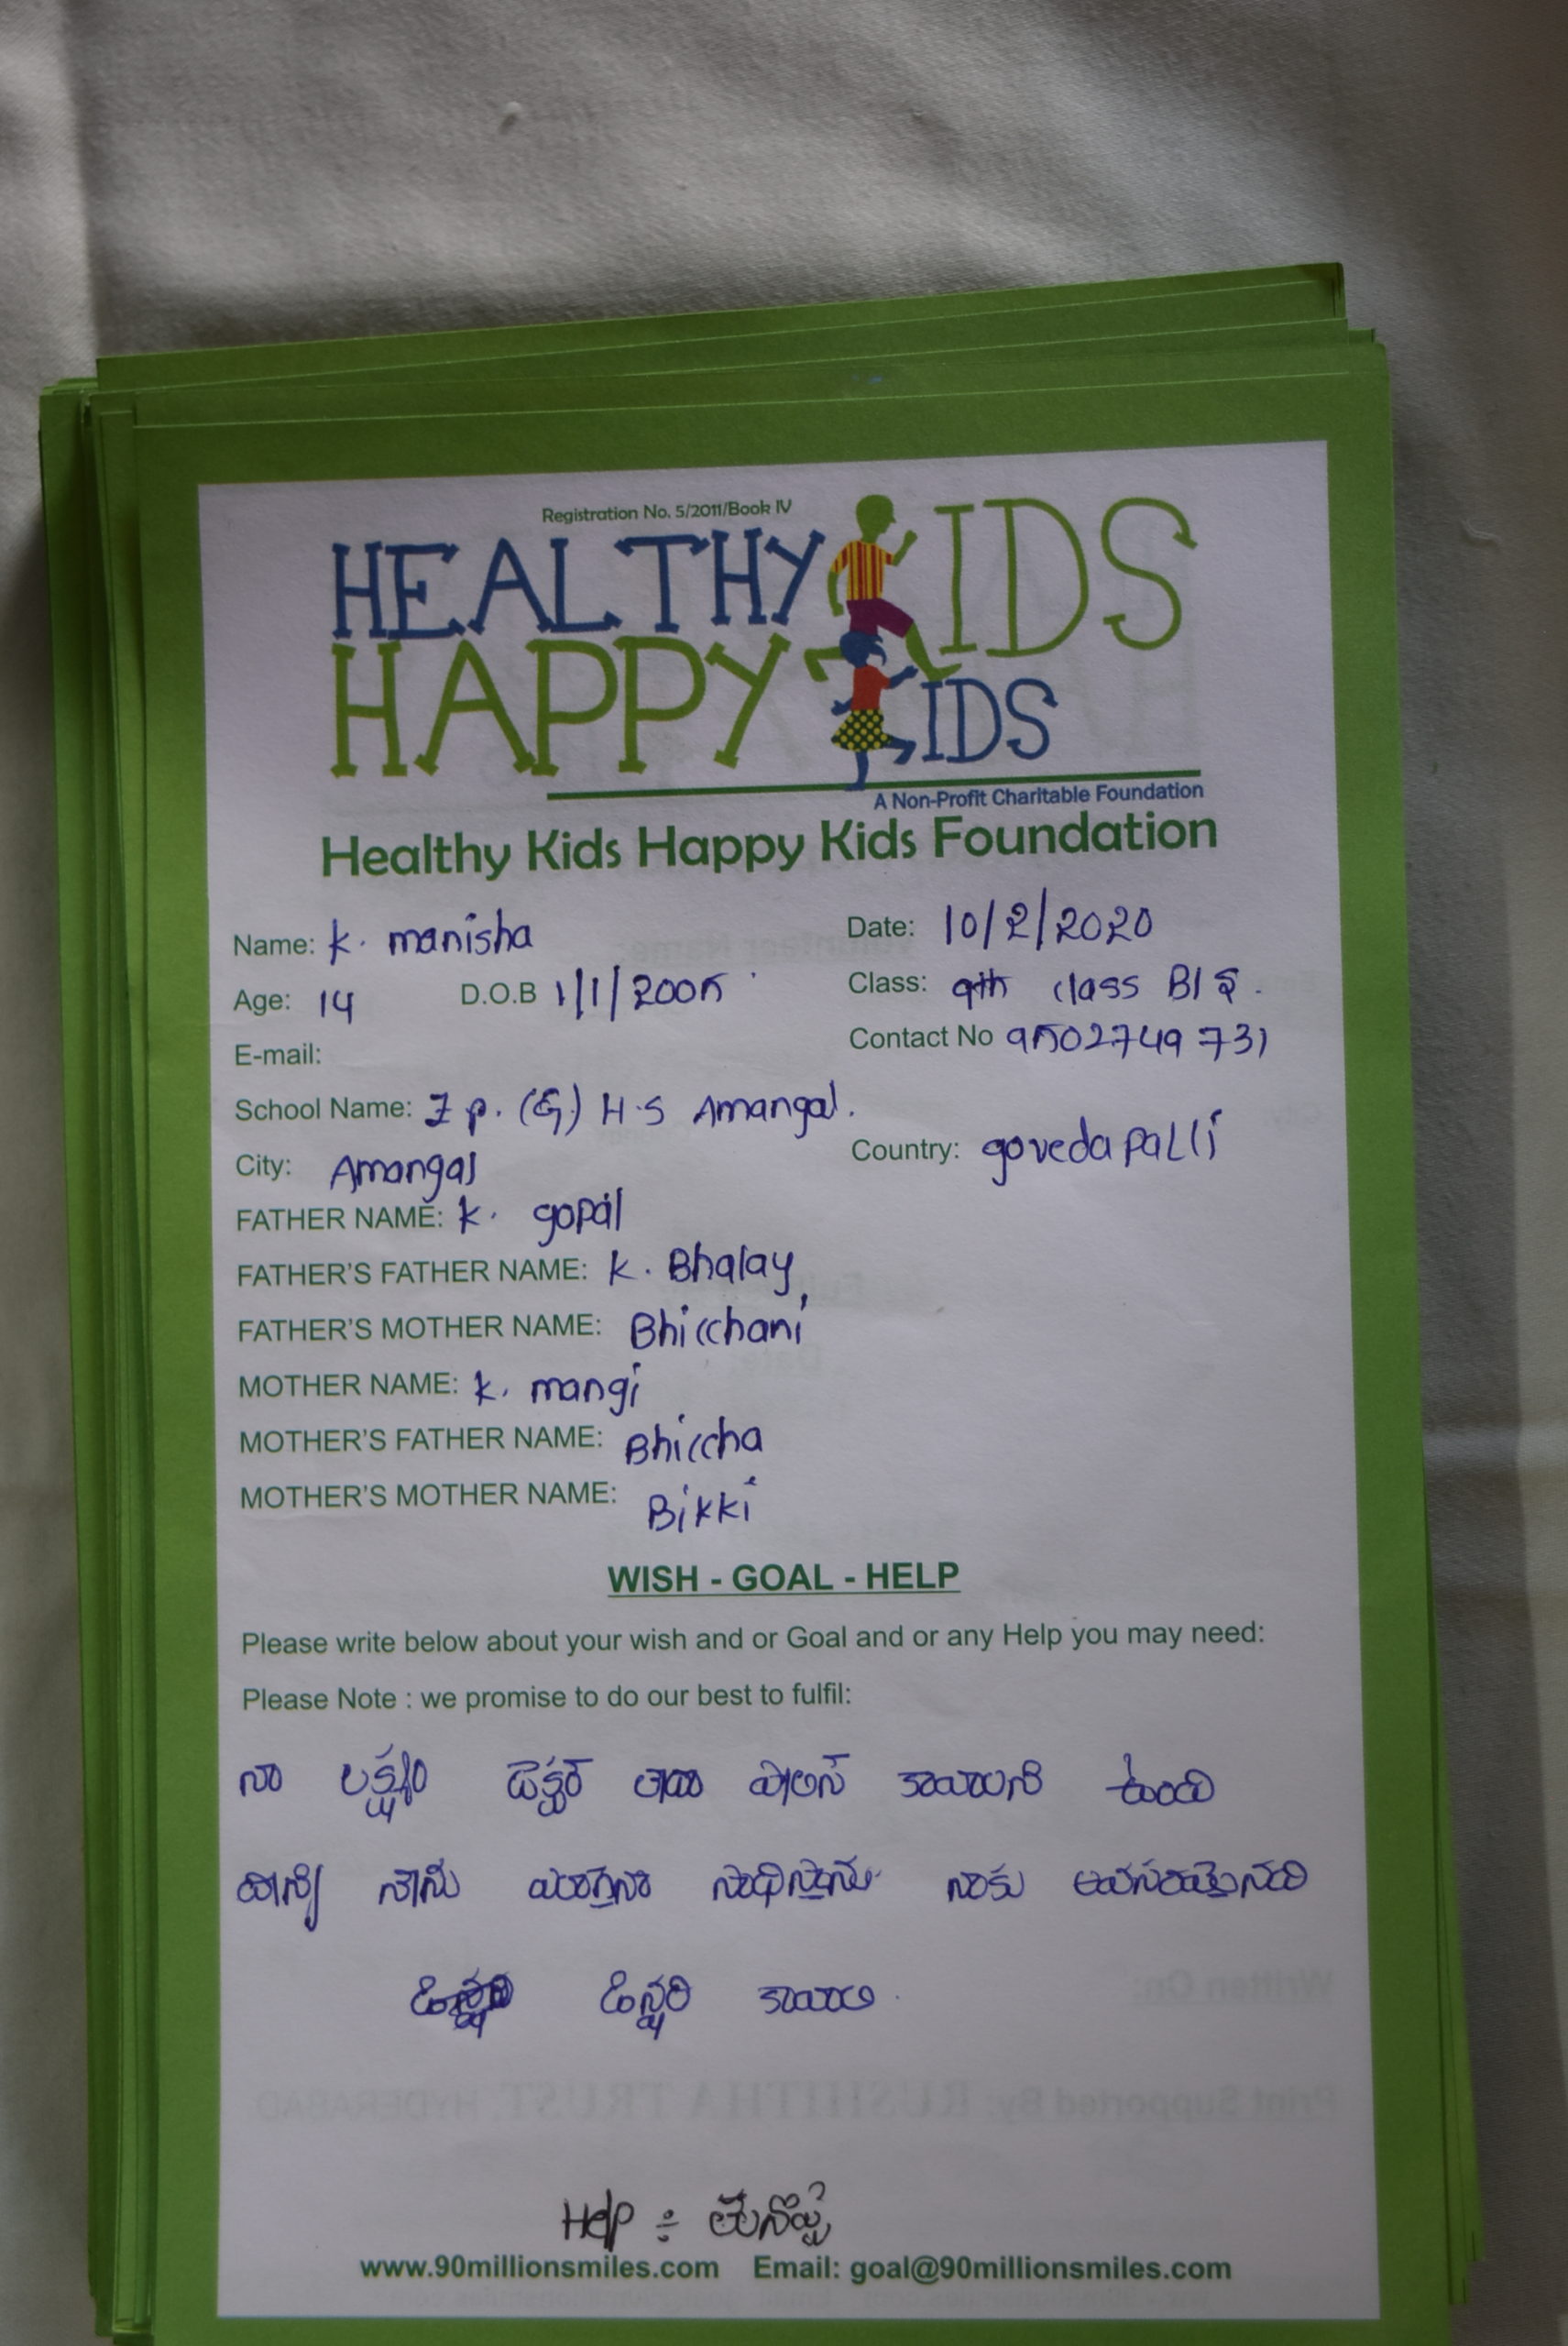 Registration No. 5/2011/Book IV
HEALTHY KIDS
HAPPY KIDS
A Non-Profit Charitable Foundation
Healthy Kids Happy Kids Foundation
Name: K. manisha Date: 10/2/2020
Age: 14 D.O.B 1/1/2005 Class: 9th class B/S.
E-mail: Contact No 9502749731
School Name: Z p. (G) H.S Amangal.
City: Amangal Country: goveda palli
FATHER NAME: K. gopal
FATHER'S FATHER NAME: K. Bhalay
FATHER'S MOTHER NAME: Bhicchani
MOTHER NAME: K. mangi
MOTHER'S FATHER NAME: Bhiccha
MOTHER'S MOTHER NAME: Bikki
WISH - GOAL - HELP
Please write below about your wish and or Goal and or any Help you may need:
Please Note : we promise to do our best to fulfil:
నా లక్ష్యం డాక్టర్ లేదా పోలీస్ కావాలని ఉంది
నేను ఎలాగైనా సాధిస్తాను నాకు
కావాలి
Help ÷
www.90millionsmiles.com Email: goal@90millionsmiles.com